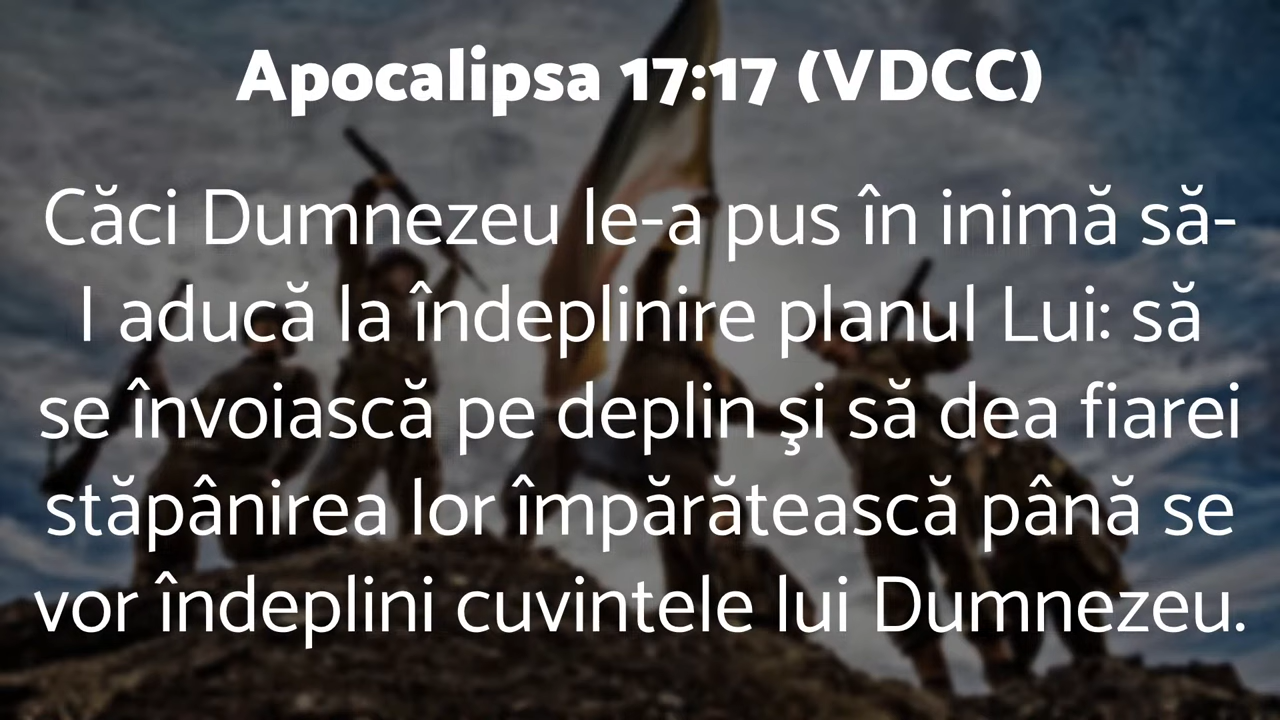 Apocalipsa 17:17 (VDCC)
Căci Dumnezeu le-a pus în inimă să-
I aducă la îndeplinire planul Lui: să
se învoiască pe deplin şi să dea fiarei
stăpânirea lor împărătească până se
vor îndeplini cuvintele lui Dumnezeu.